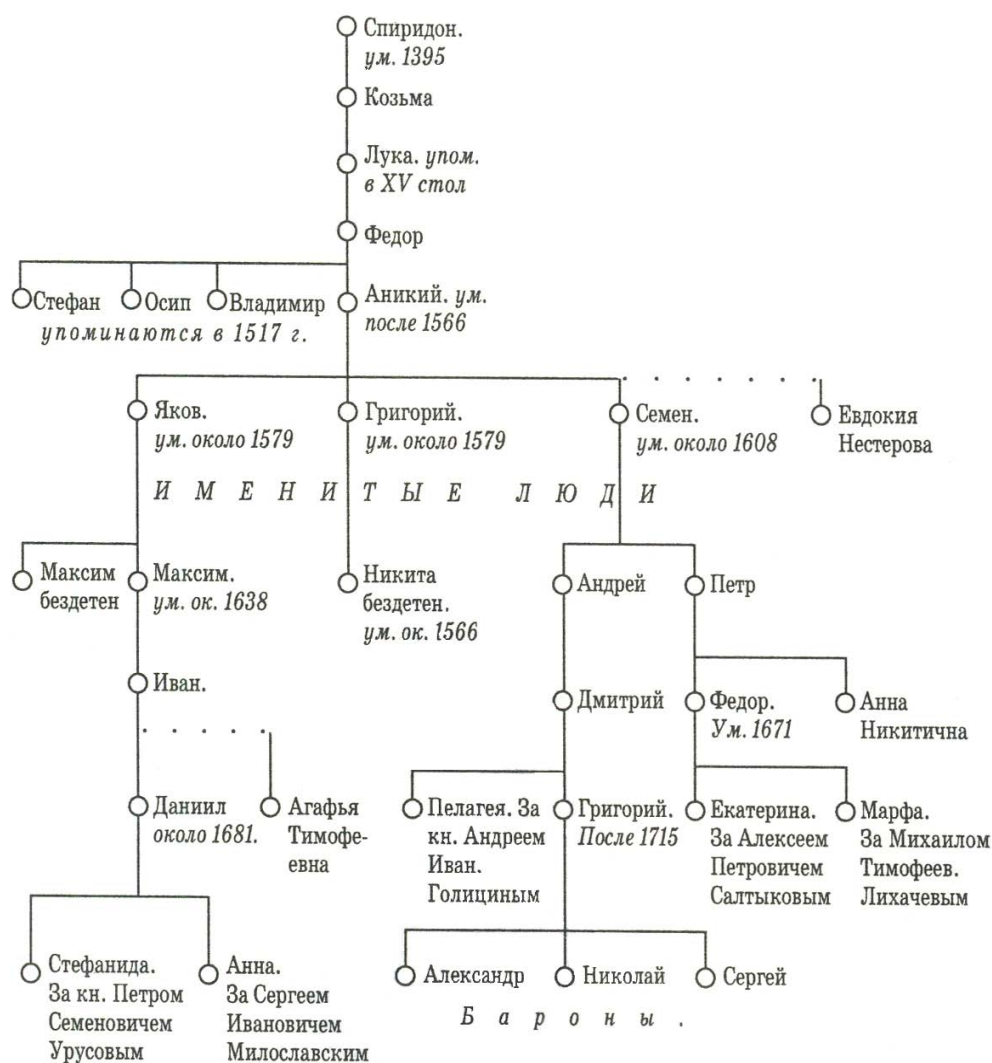 Спиридон.
ум. 1395
Козьма
Лука. упом.
в XV стол
Федор
Стефан
Осип
Владимир
упоминаются в 1517 г.
Аникий. ум.
после 1566
Яков.
ум. около 1579
Григорий.
ум. около 1579
Семен.
ум. около 1608
Евдокия
Нестерова
ИМЕНИТЫЕ ЛЮДИ
Максим
бездетен
Максим.
ум. ок. 1638
Никита
бездетен.
ум. ок. 1566
Андрей
Петр
Иван.
Дмитрий
Федор.
Ум. 1671
Анна
Никитична
Даниил
около 1681.
Агафья
Тимофе-
евна
Пелагея. За
кн. Андреем
Иван.
Голициным
Григорий.
После 1715
Екатерина.
За Алексеем
Петровичем
Салтыковым
Марфа.
За Михаилом
Тимофеев.
Лихачевым
Стефанида.
За кн. Петром
Семеновичем
Урусовым
Анна.
За Сергеем
Ивановичем
Милославским
Александр
Николай
Сергей
Бароны.